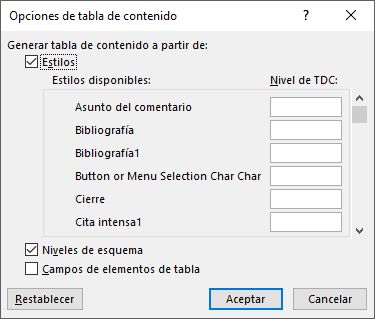 Opciones de tabla de contenido
?
Generar tabla de contenido a partir de:
Estilos
Estilos disponibles: Nivel de TDC:
Asunto del comentario
Bibliografía
Bibliografía1
Button or Menu Selection Char Char
Cierre
Cita intensa1
Niveles de esquema
Campos de elementos de tabla
Restablecer Aceptar Cancelar